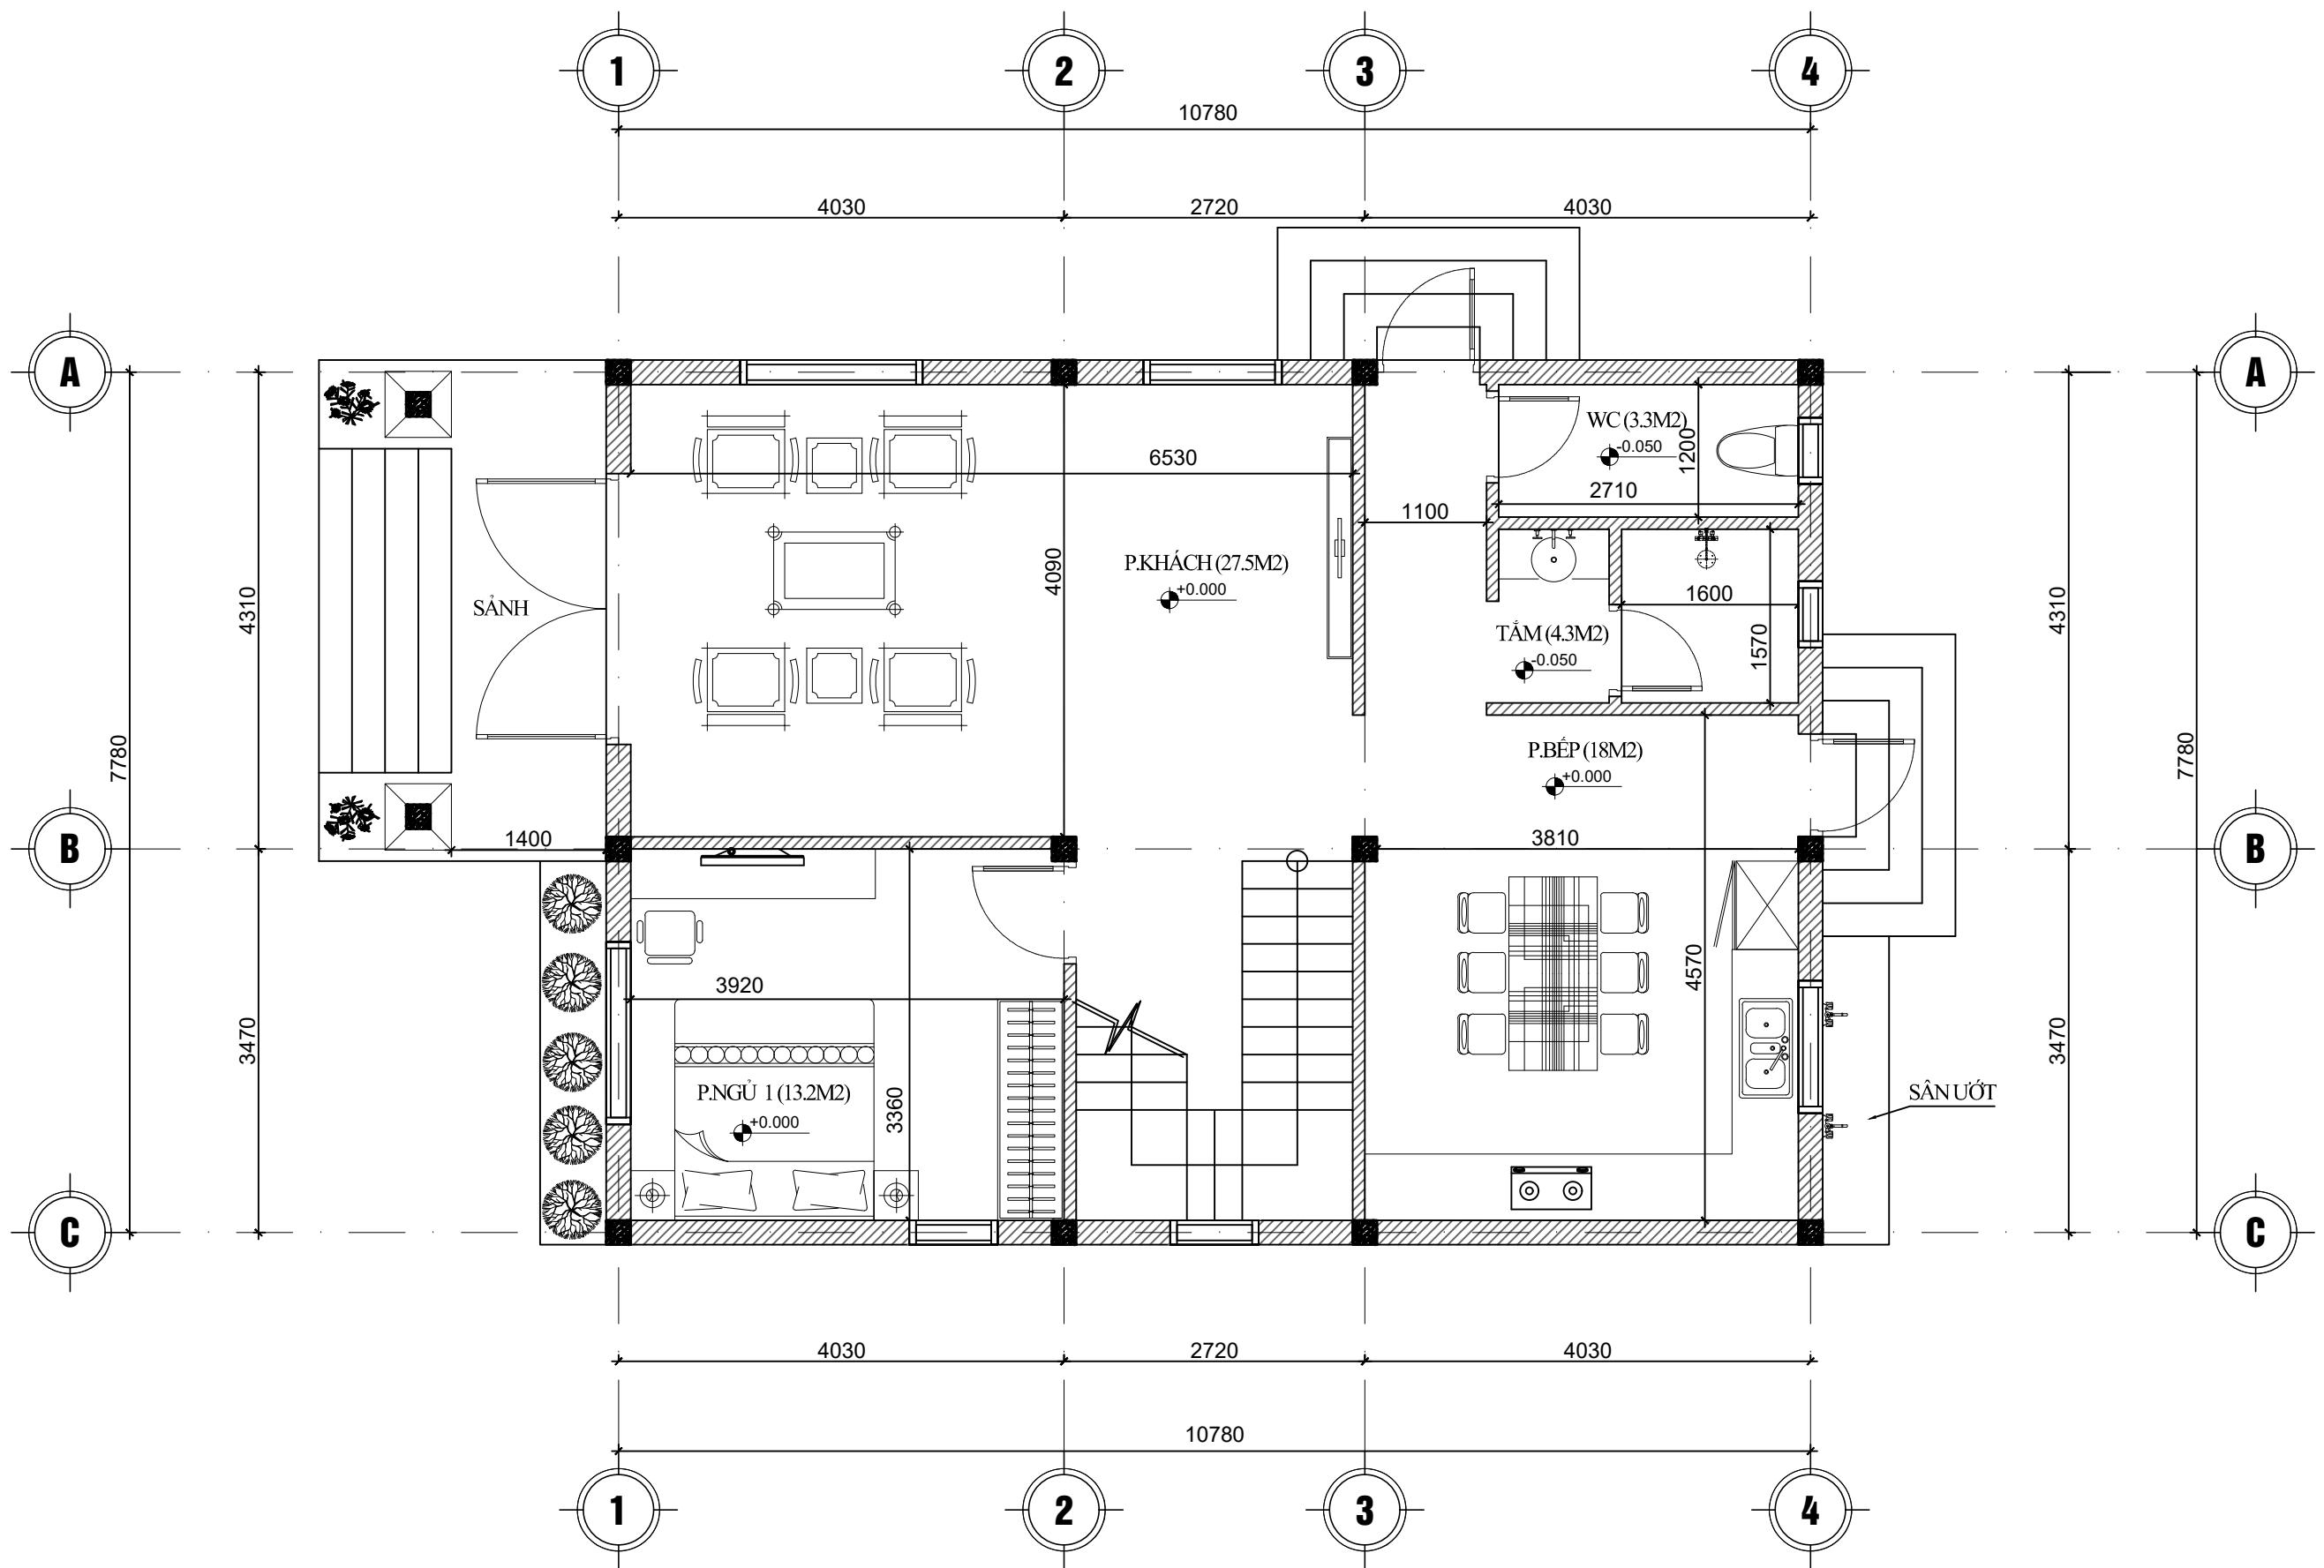 1 2 3 4
10780
4030 2720 4030
A A
WC (3.3M2)
-0.050
1200
6530
2710
1100
P.KHÁCH (27.5M2)
+0.000
4090
SẢNH
1600
TẮM (4.3M2)
-0.050
1570
4310 4310
7780 7780
P.BẾP (18M2)
+0.000
1400
3810
B B
3920
4570
3470 3470
P.NGỦ 1 (13.2M2)
+0.000
3360
SÂN ƯỚT
C C
4030 2720 4030
10780
1 2 3 4